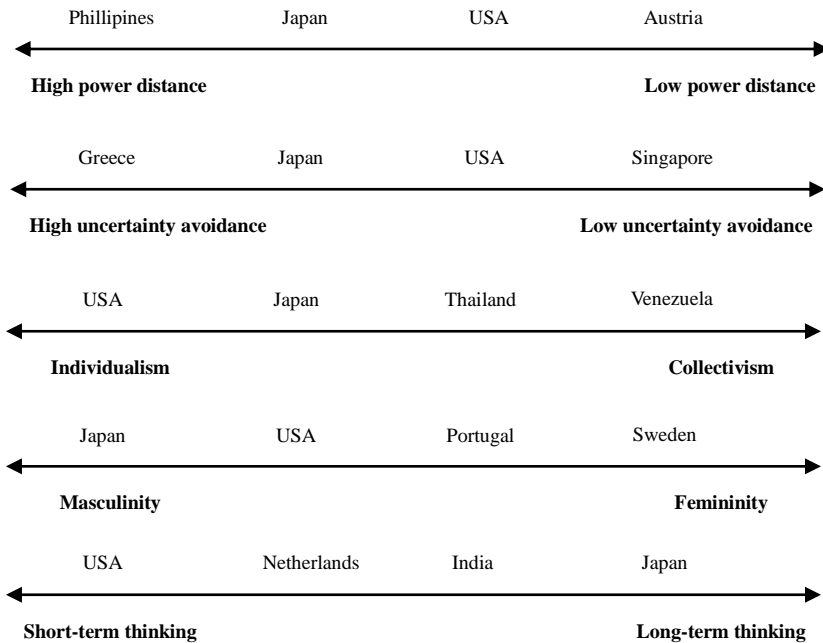 Phillipines Japan USA Austria
High power distance Low power distance
Greece Japan USA Singapore
High uncertainty avoidance Low uncertainty avoidance
USA Japan Thailand Venezuela
Individualism Collectivism
Japan USA Portugal Sweden
Masculinity Femininity
USA Netherlands India Japan
Short-term thinking Long-term thinking